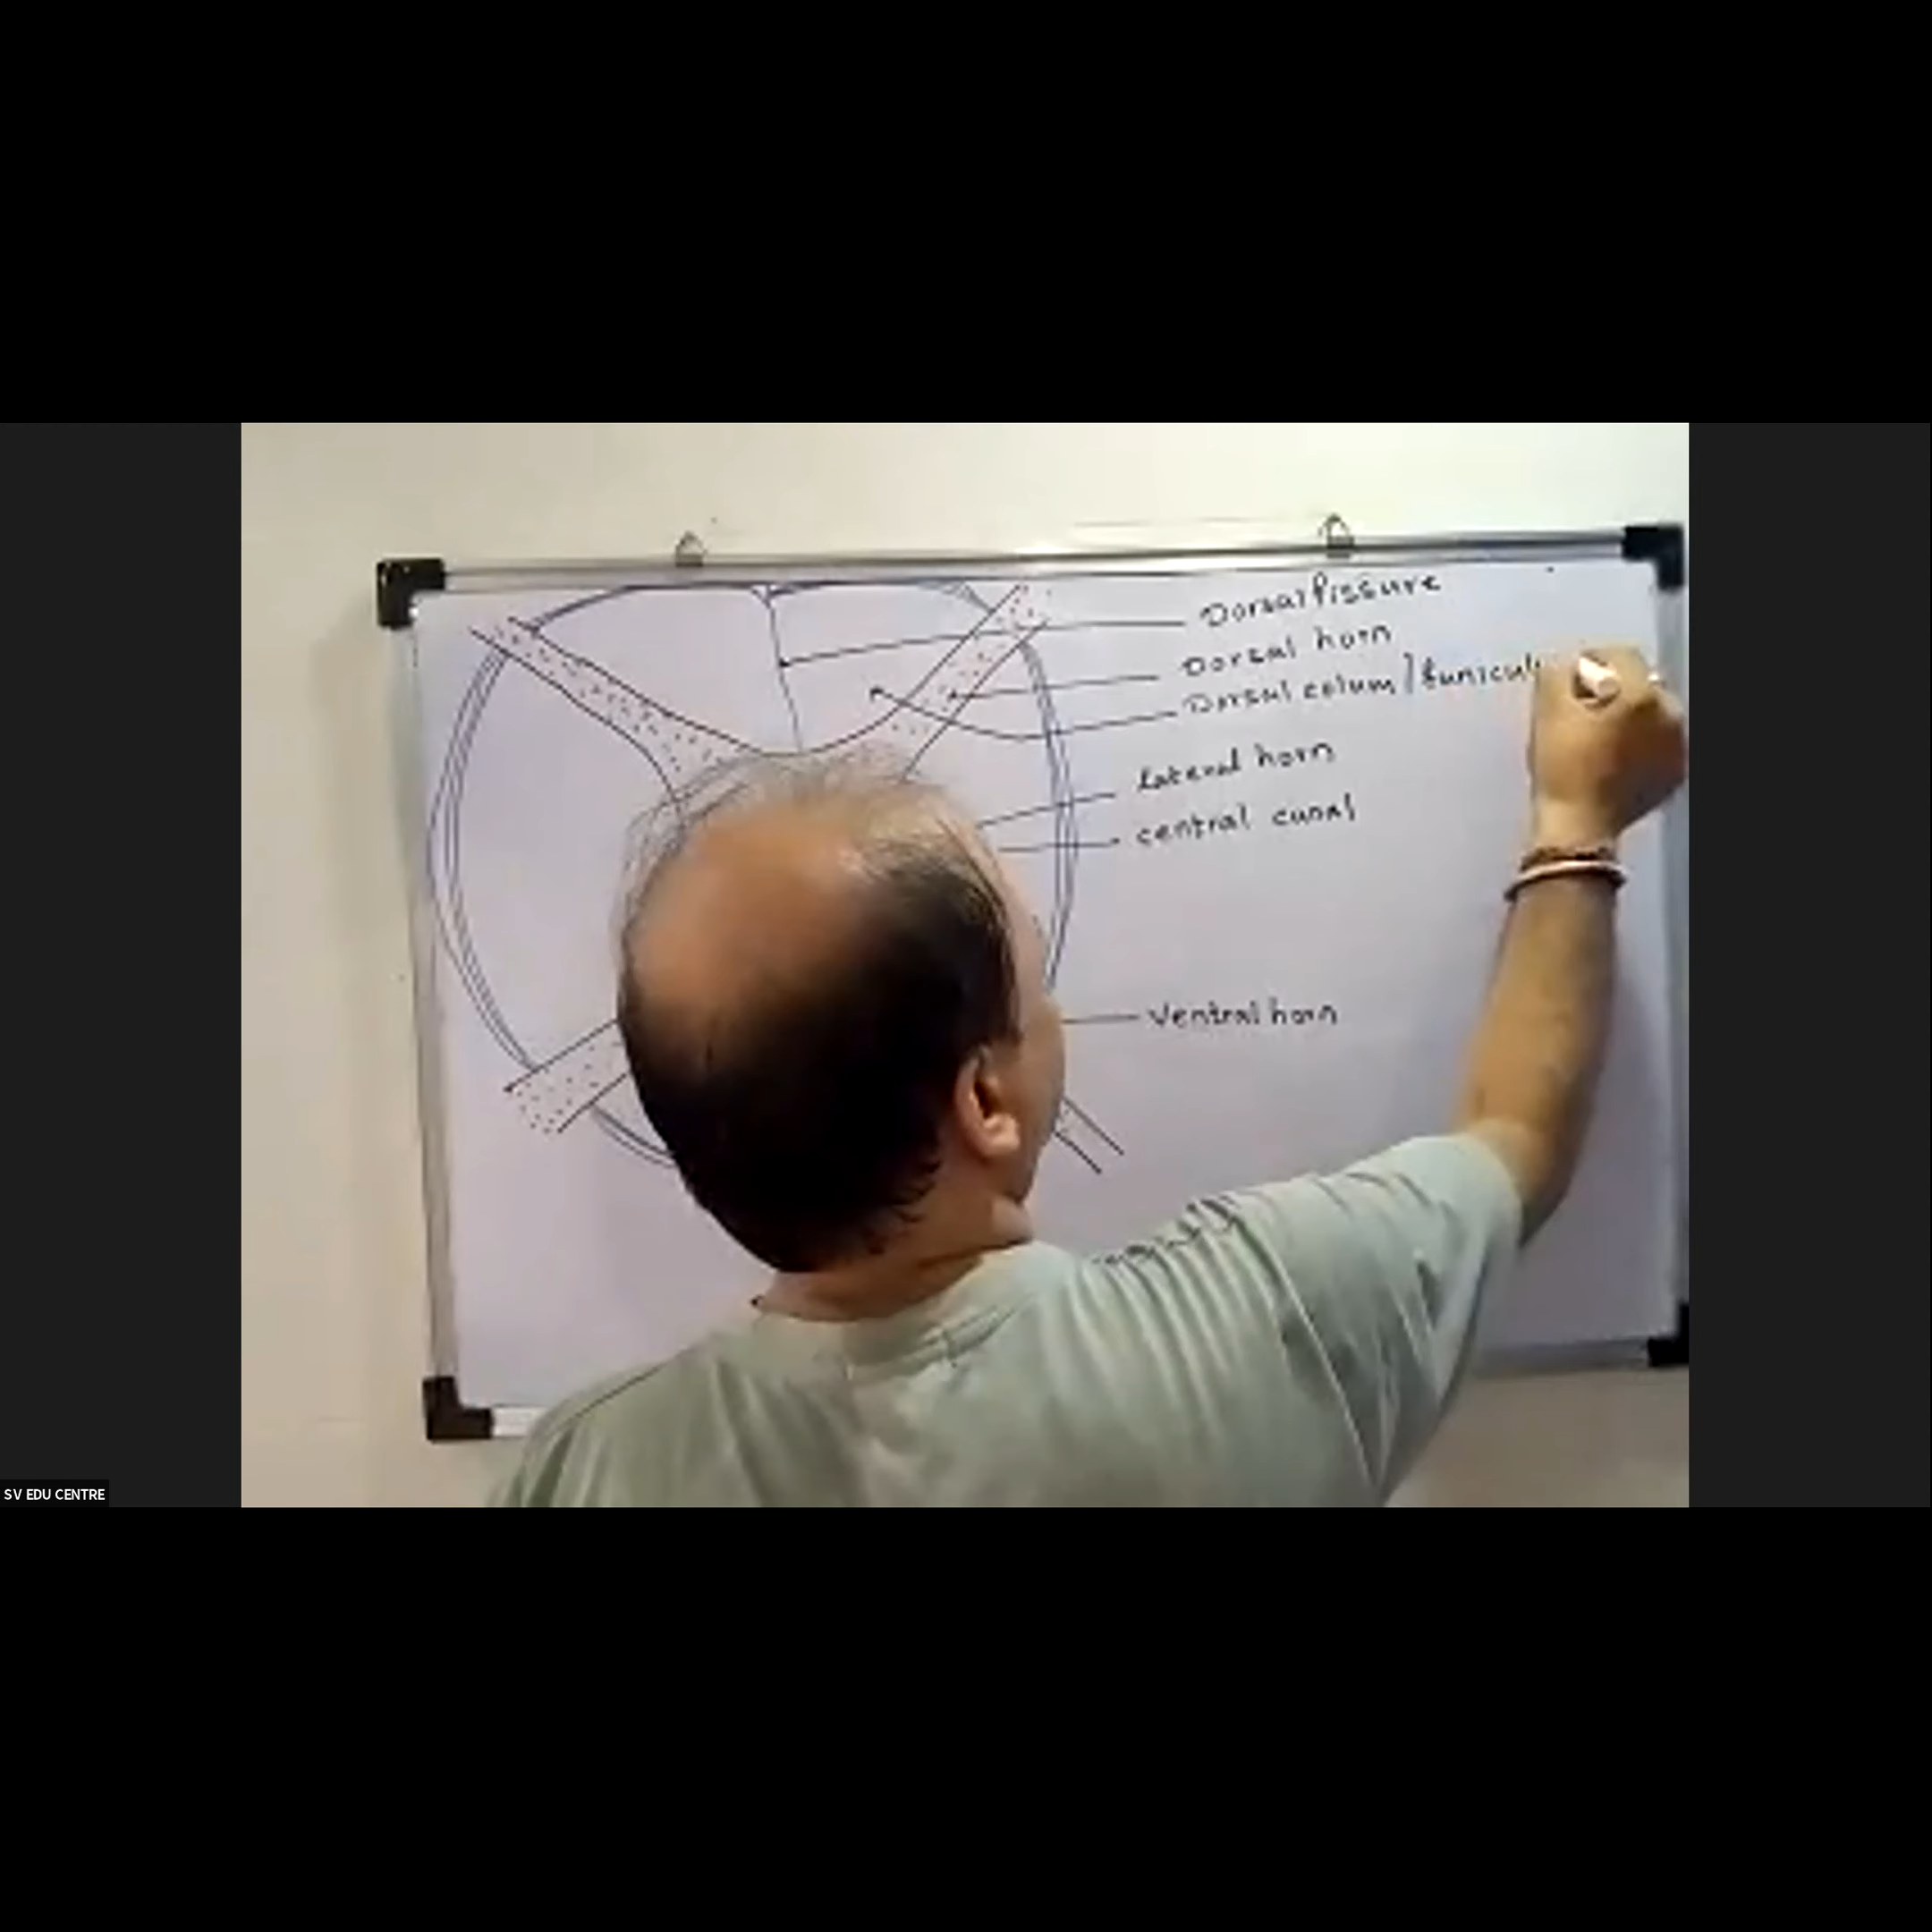 Dorsal fissure
Dorsal horn
Dorsal colum / funicul
lateral horn
central canal
Ventral horn
SV EDU CENTRE